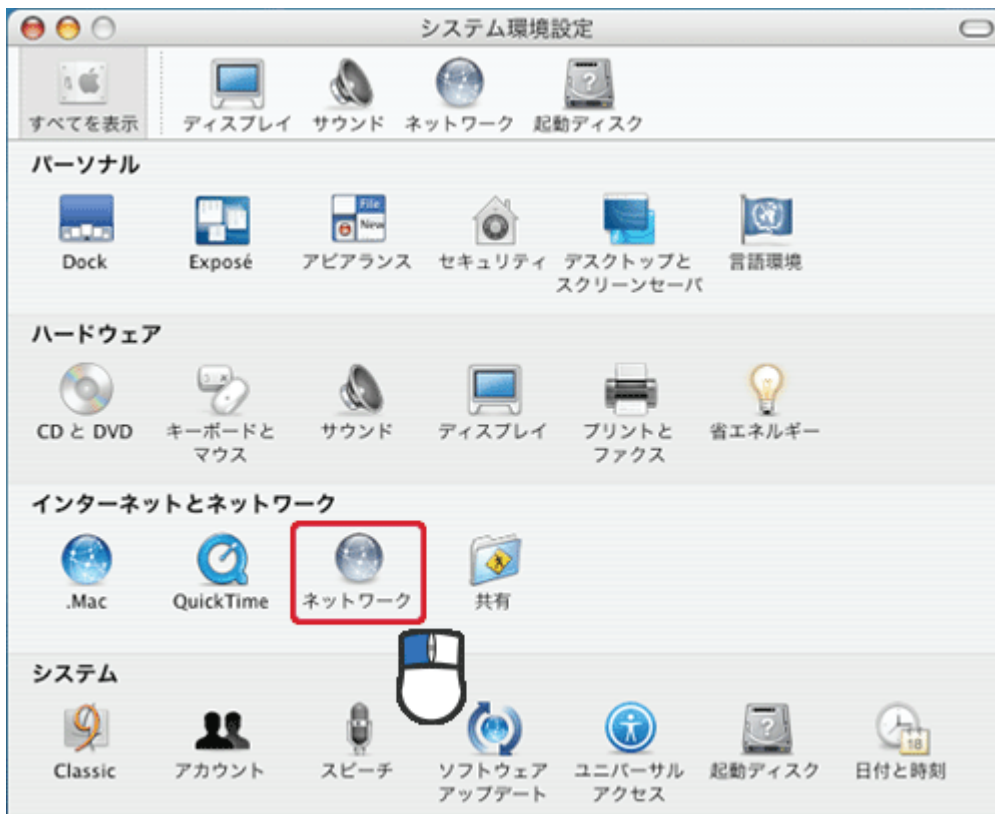 システム環境設定
すべてを表示 ディスプレイ サウンド ネットワーク 起動ディスク
パーソナル
File
New
Dock Exposé アピアランス セキュリティ デスクトップと 言語環境
スクリーンセーバ
ハードウェア
CD と DVD キーボードと サウンド ディスプレイ プリントと 省エネルギー
マウス ファクス
インターネットとネットワーク
.Mac QuickTime ネットワーク 共有
システム
18
Classic アカウント スピーチ ソフトウェア ユニバーサル 起動ディスク 日付と時刻
アップデート アクセス